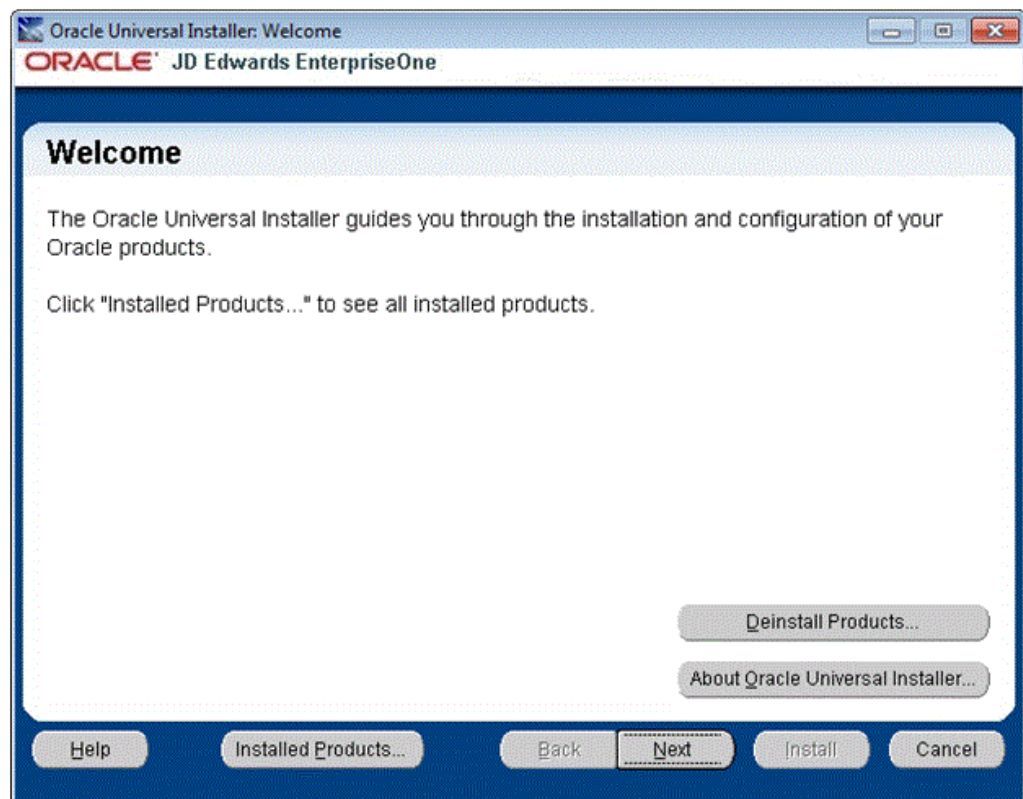 Oracle Universal Installer: Welcome
ORACLE® JD Edwards EnterpriseOne
Welcome
The Oracle Universal Installer guides you through the installation and configuration of your
Oracle products.
Click "Installed Products..." to see all installed products.
Deinstall Products...
About Oracle Universal Installer...
Help Installed Products... Back Next Install Cancel